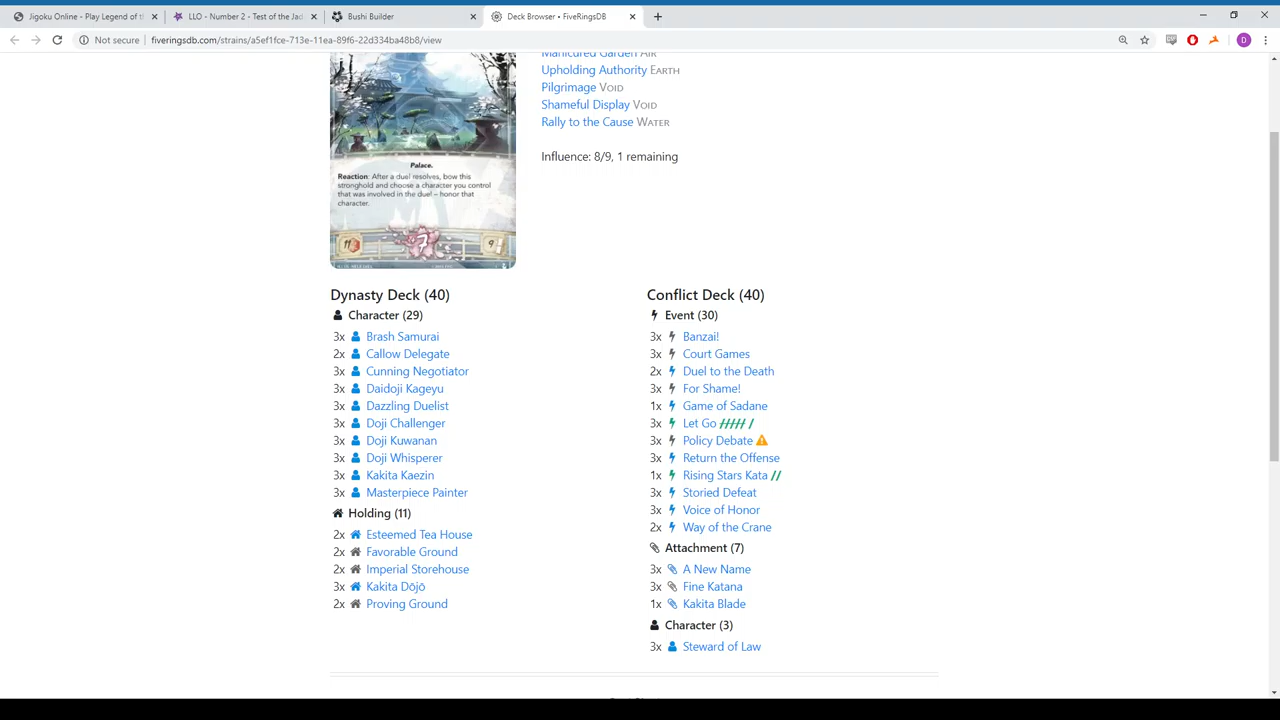 Jigoku Online - Play Legend of th
LLO - Number 2 - Test of the Jad
Bushi Builder
Deck Browser • FiveRingsDB
Not secure
fiveringsdb.com/strains/a5ef1fce-713e-11ea-89f6-22d334ba48b8/view
D
Manicured Garden Air
Upholding Authority Earth
Pilgrimage Void
Shameful Display Void
Rally to the Cause Water
Influence: 8/9, 1 remaining
Palace.
Reaction: After a duel resolves, bow this
stronghold and choose a character you control
that was involved in the duel – honor that
character.
11
7
9
Dynasty Deck (40)
Character (29)
3x Brash Samurai
2x Callow Delegate
3x Cunning Negotiator
3x Daidoji Kageyu
3x Dazzling Duelist
3x Doji Challenger
3x Doji Kuwanan
3x Doji Whisperer
3x Kakita Kaezin
3x Masterpiece Painter
Holding (11)
2x Esteemed Tea House
2x Favorable Ground
2x Imperial Storehouse
3x Kakita Dōjō
2x Proving Ground
Conflict Deck (40)
Event (30)
3x Banzai!
3x Court Games
2x Duel to the Death
3x For Shame!
1x Game of Sadane
3x Let Go
3x Policy Debate
3x Return the Offense
1x Rising Stars Kata
3x Storied Defeat
3x Voice of Honor
2x Way of the Crane
Attachment (7)
3x A New Name
3x Fine Katana
1x Kakita Blade
Character (3)
3x Steward of Law